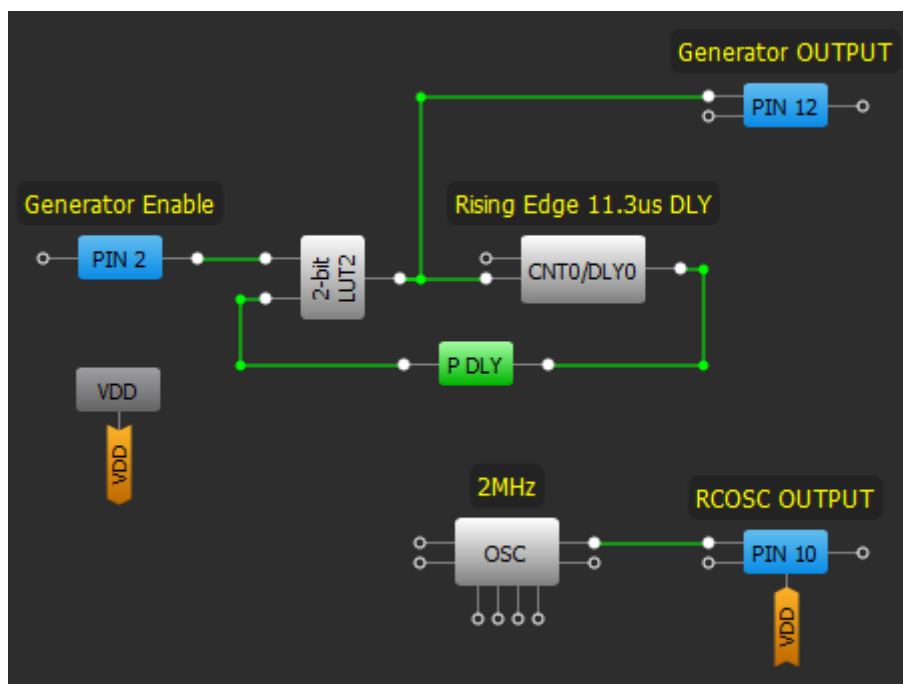 Generator OUTPUT
PIN 12
Generator Enable
Rising Edge 11.3us DLY
PIN 2
2-bit
LUT2
CNT0/DLY0
P DLY
VDD
VDD
2MHz
RCOSC OUTPUT
OSC
PIN 10
VDD